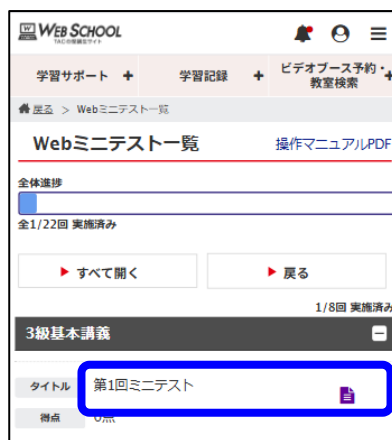 WEB SCHOOL
TACの登録生サイト
学習サポート +
学習記録 +
ビデオブース予約・教室検索 +
戻る > Webミニテスト一覧
Webミニテスト一覧
操作マニュアルPDF
全体進捗
全1/22回 実施済み
すべて開く
戻る
1/8回 実施済み
3級基本講義
タイトル
第1回ミニテスト
得点
0点